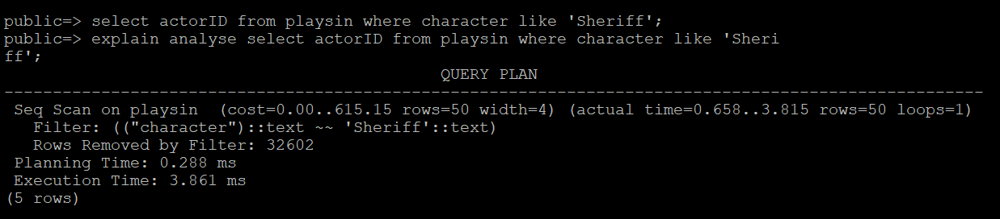 public=> select actorID from playsin where character like 'Sheriff';
public=> explain analyse select actorID from playsin where character like 'Sheri
ff';
QUERY PLAN
-----------------------------------------------------------------------------------------------------
Seq Scan on playsin  (cost=0.00..615.15 rows=50 width=4) (actual time=0.658..3.815 rows=50 loops=1)
Filter: (("character")::text ~~ 'Sheriff'::text)
Rows Removed by Filter: 32602
Planning Time: 0.288 ms
Execution Time: 3.861 ms
(5 rows)